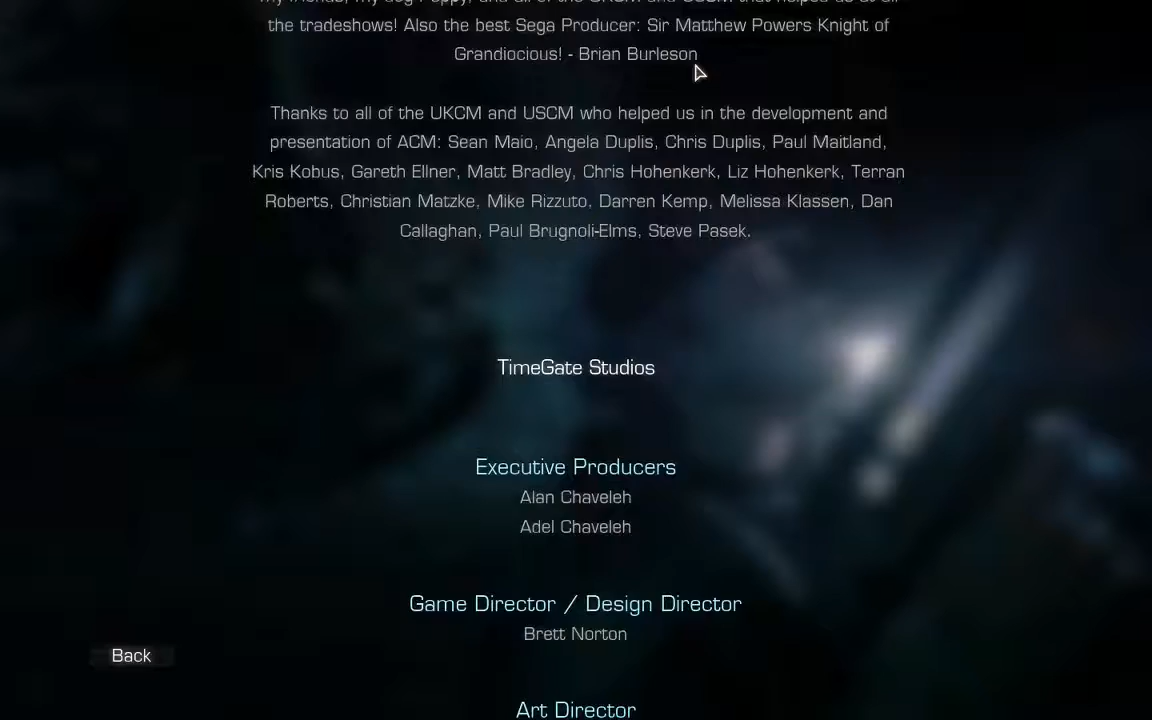 the tradeshows! Also the best Sega Producer: Sir Matthew Powers Knight of
Grandiocious! - Brian Burleson
Thanks to all of the UKCM and USCM who helped us in the development and
presentation of ACM: Sean Maio, Angela Duplis, Chris Duplis, Paul Maitland,
Kris Kobus, Gareth Ellner, Matt Bradley, Chris Hohenkerk, Liz Hohenkerk, Terran
Roberts, Christian Matzke, Mike Rizzuto, Darren Kemp, Melissa Klassen, Dan
Callaghan, Paul Brugnoli-Elms, Steve Pasek.
TimeGate Studios
Executive Producers
Alan Chaveleh
Adel Chaveleh
Game Director / Design Director
Brett Norton
Back
Art Director